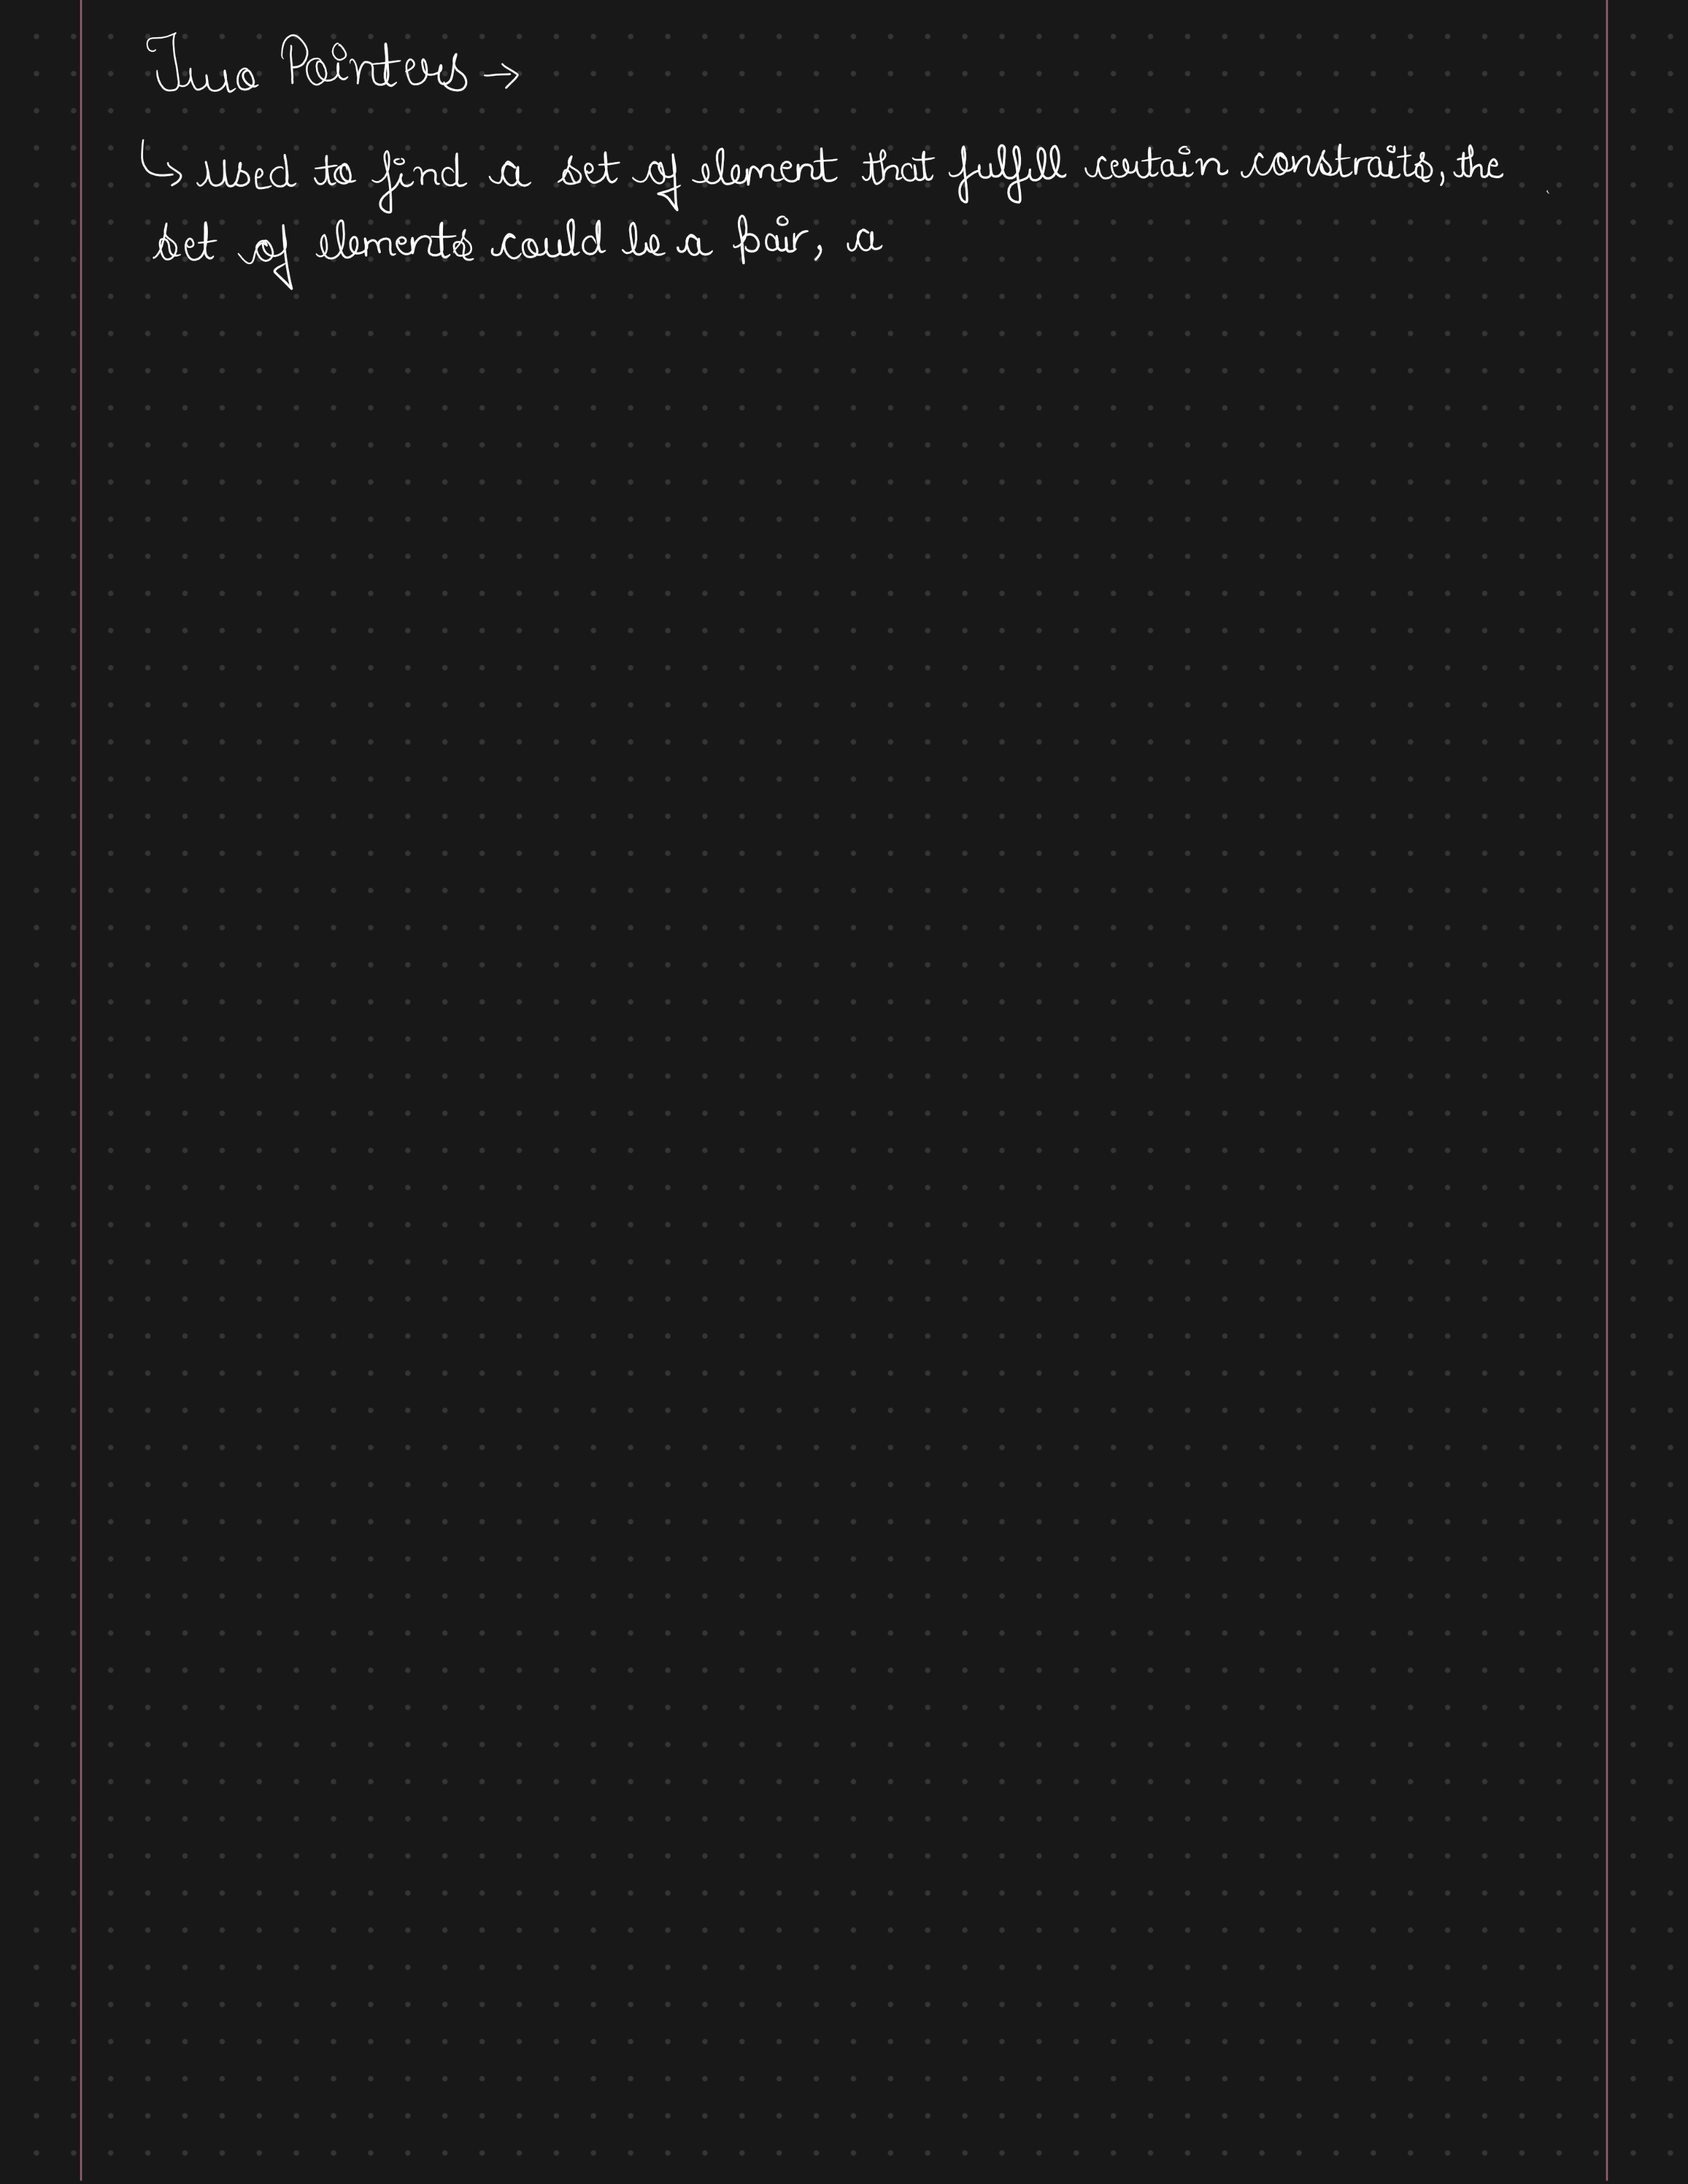 Two Pointers →
↳ Used to find a set of element that fulfill certain constraits, the
set of elements could be a pair, a